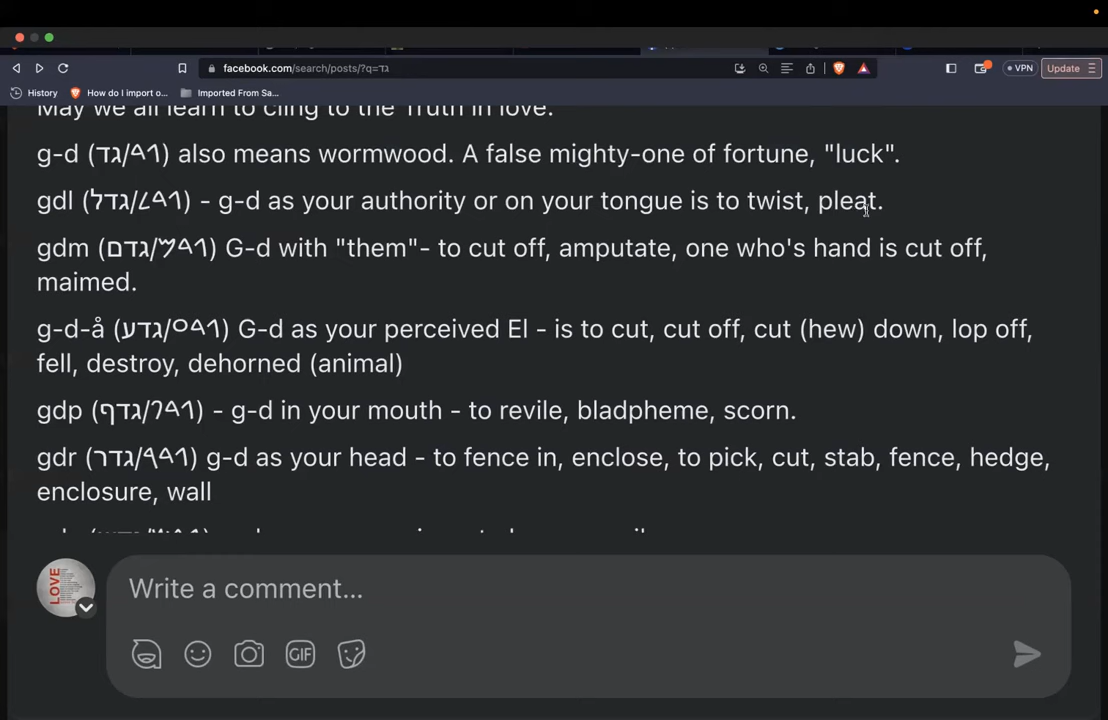 facebook.com/search/posts/?q=גד
VPN
Update
History
How do I import o...
Imported From Sa...
May we all learn to cling to the Truth in love.
g-d (גד/𐤂𐤃) also means wormwood. A false mighty-one of fortune, "luck".
gdl (גדל/𐤂𐤃𐤋) - g-d as your authority or on your tongue is to twist, pleat.
gdm (גדם/𐤂𐤃𐤌) G-d with "them"- to cut off, amputate, one who's hand is cut off,
maimed.
g-d-å (גדע/𐤂𐤃𐤏) G-d as your perceived El - is to cut, cut off, cut (hew) down, lop off,
fell, destroy, dehorned (animal)
gdp (גדף/𐤂𐤃𐤐) - g-d in your mouth - to revile, bladpheme, scorn.
gdr (גדר/𐤂𐤃𐤓) g-d as your head - to fence in, enclose, to pick, cut, stab, fence, hedge,
enclosure, wall
LOVE
Write a comment...
GIF